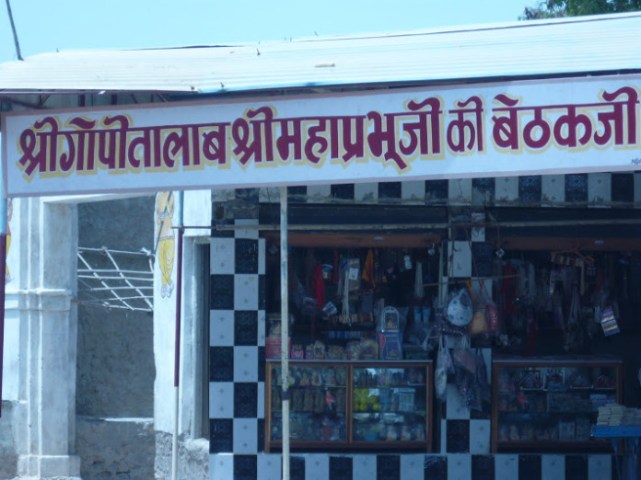 श्री गोपी तालाब श्री महाप्रभूजी की बेठकजी